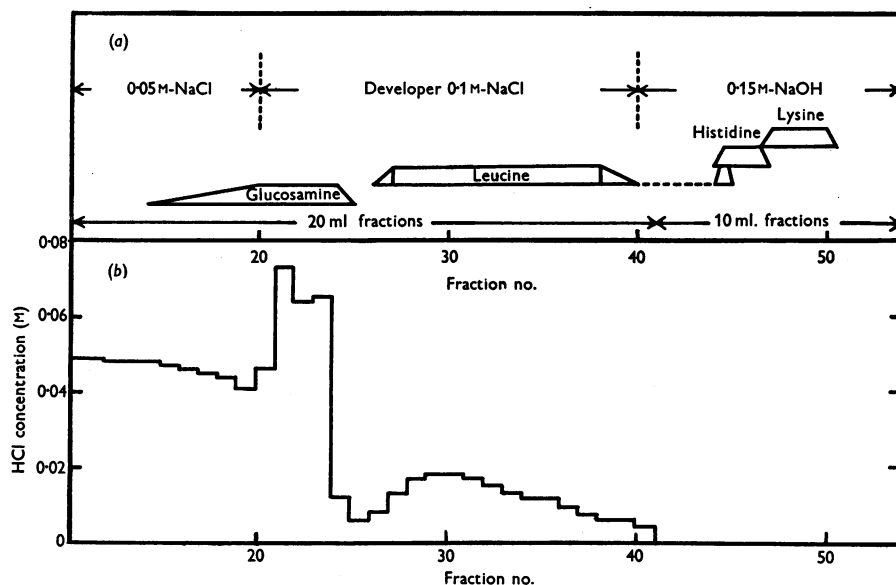 (a)
0·05 M-NaCl
Developer 0·1 M-NaCl
0·15 M-NaOH
Lysine
Histidine
Leucine
Glucosamine
20 ml fractions
10 ml. fractions
0·08
20
30
40
50
Fraction no.
(b)
0·06
0·04
0·02
0
HCl concentration (M)
20
30
40
50
Fraction no.